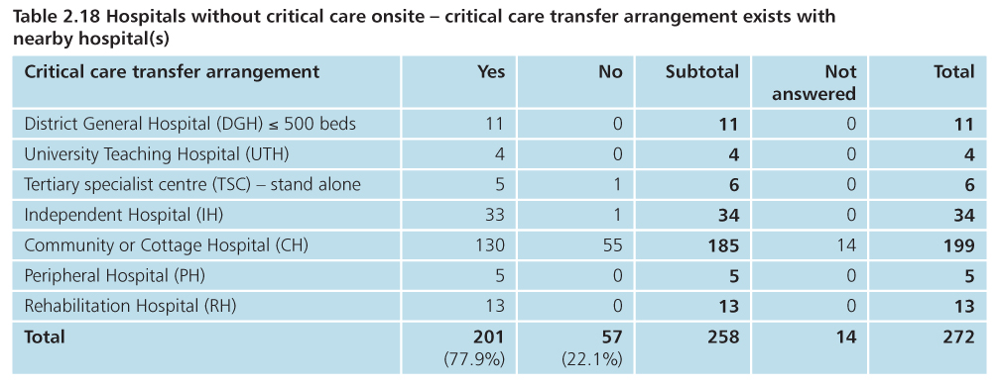 Table 2.18 Hospitals without critical care onsite – critical care transfer arrangement exists with
nearby hospital(s)
Critical care transfer arrangement Yes No Subtotal Not answered Total
District General Hospital (DGH) ≤ 500 beds 11 0 11 0 11
University Teaching Hospital (UTH) 4 0 4 0 4
Tertiary specialist centre (TSC) – stand alone 5 1 6 0 6
Independent Hospital (IH) 33 1 34 0 34
Community or Cottage Hospital (CH) 130 55 185 14 199
Peripheral Hospital (PH) 5 0 5 0 5
Rehabilitation Hospital (RH) 13 0 13 0 13
Total 201 57 258 14 272
(77.9%) (22.1%)